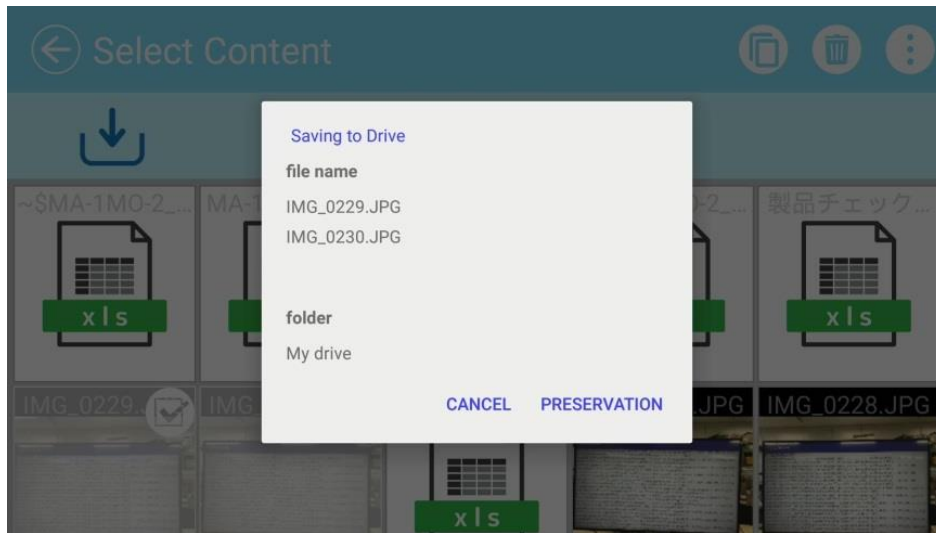 Select Content
Saving to Drive
file name
IMG_0229.JPG
IMG_0230.JPG
folder
My drive
CANCEL PRESERVATION
~$MA-1MO-2_...
MA-1
-2_...
製品チェック...
xls
xls
IMG_0229.
IMG
.JPG
IMG_0228.JPG
xls